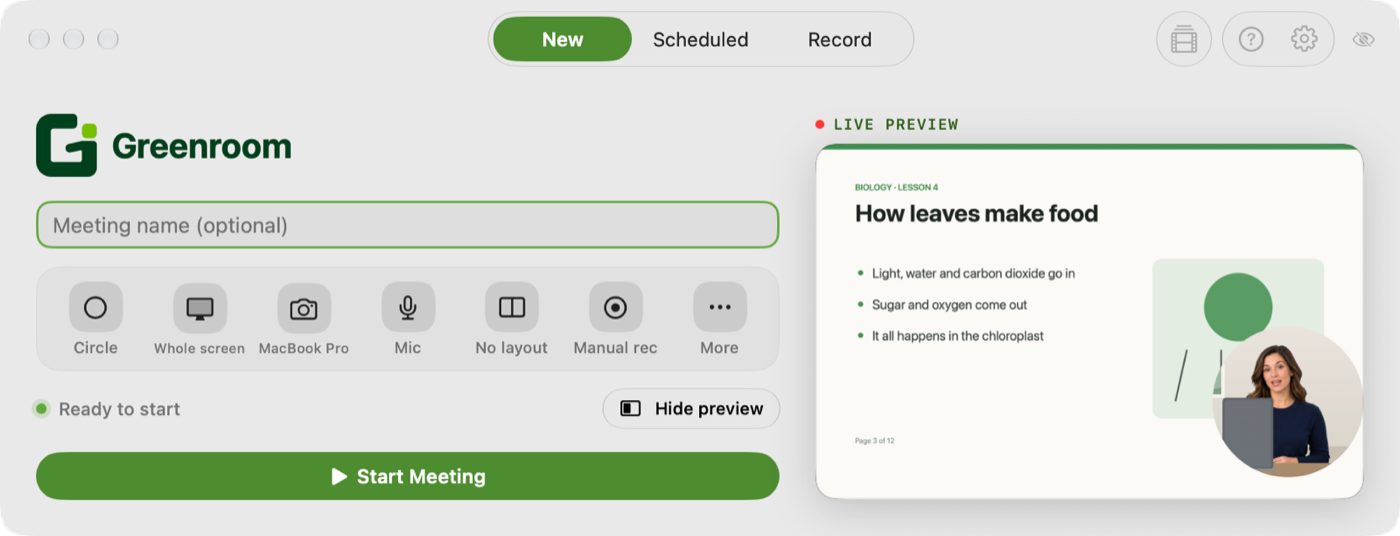 New Scheduled Record
Greenroom
Meeting name (optional)
Circle Whole screen MacBook Pro Mic No layout Manual rec More
Ready to start Hide preview
Start Meeting
LIVE PREVIEW
BIOLOGY · LESSON 4
How leaves make food
Light, water and carbon dioxide go in
Sugar and oxygen come out
It all happens in the chloroplast
Page 3 of 12